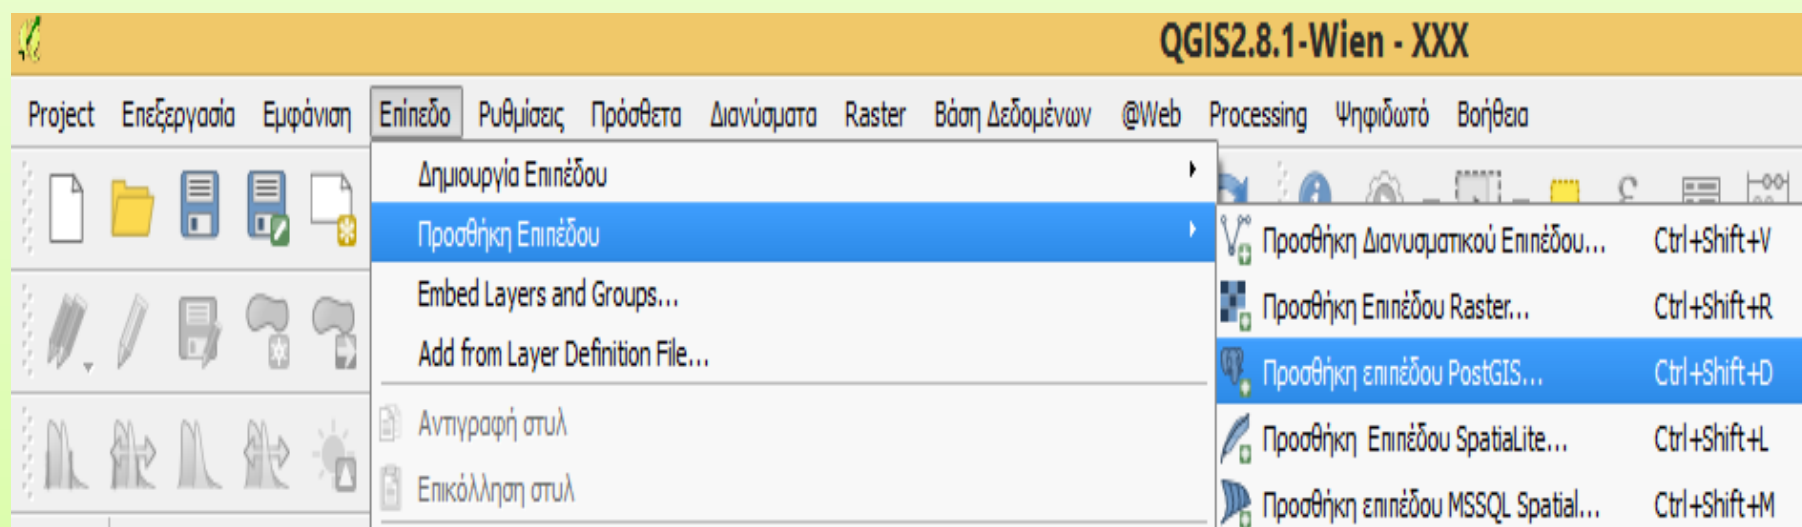 QGIS2.8.1-Wien - XXX
Project Επεξεργασία Εμφάνιση Επίπεδο Ρυθμίσεις Πρόσθετα Διανύσματα Raster Βάση Δεδομένων @Web Processing Ψηφιδωτό Βοήθεια
Δημιουργία Επιπέδου
Προσθήκη Επιπέδου
Embed Layers and Groups...
Add from Layer Definition File...
Αντιγραφή στυλ
Επικόλληση στυλ
Προσθήκη Διανυσματικού Επιπέδου... Ctrl+Shift+V
Προσθήκη Επιπέδου Raster... Ctrl+Shift+R
Προσθήκη επιπέδου PostGIS... Ctrl+Shift+D
Προσθήκη Επιπέδου SpatiaLite... Ctrl+Shift+L
Προσθήκη επιπέδου MSSQL Spatial... Ctrl+Shift+M